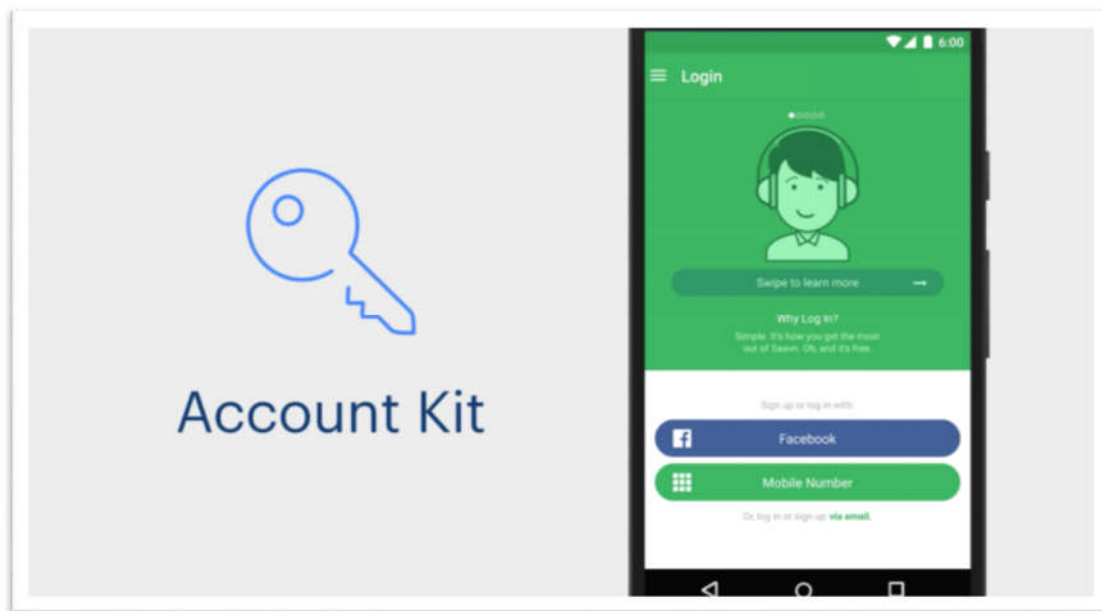 Account Kit
6:00
Login
Swipe to learn more
Why Log In?
Simple. It's how you get the most
out of Saavn. Oh, and it's free.
Sign up or log in with:
Facebook
Mobile Number
Or, log in or sign up via email.